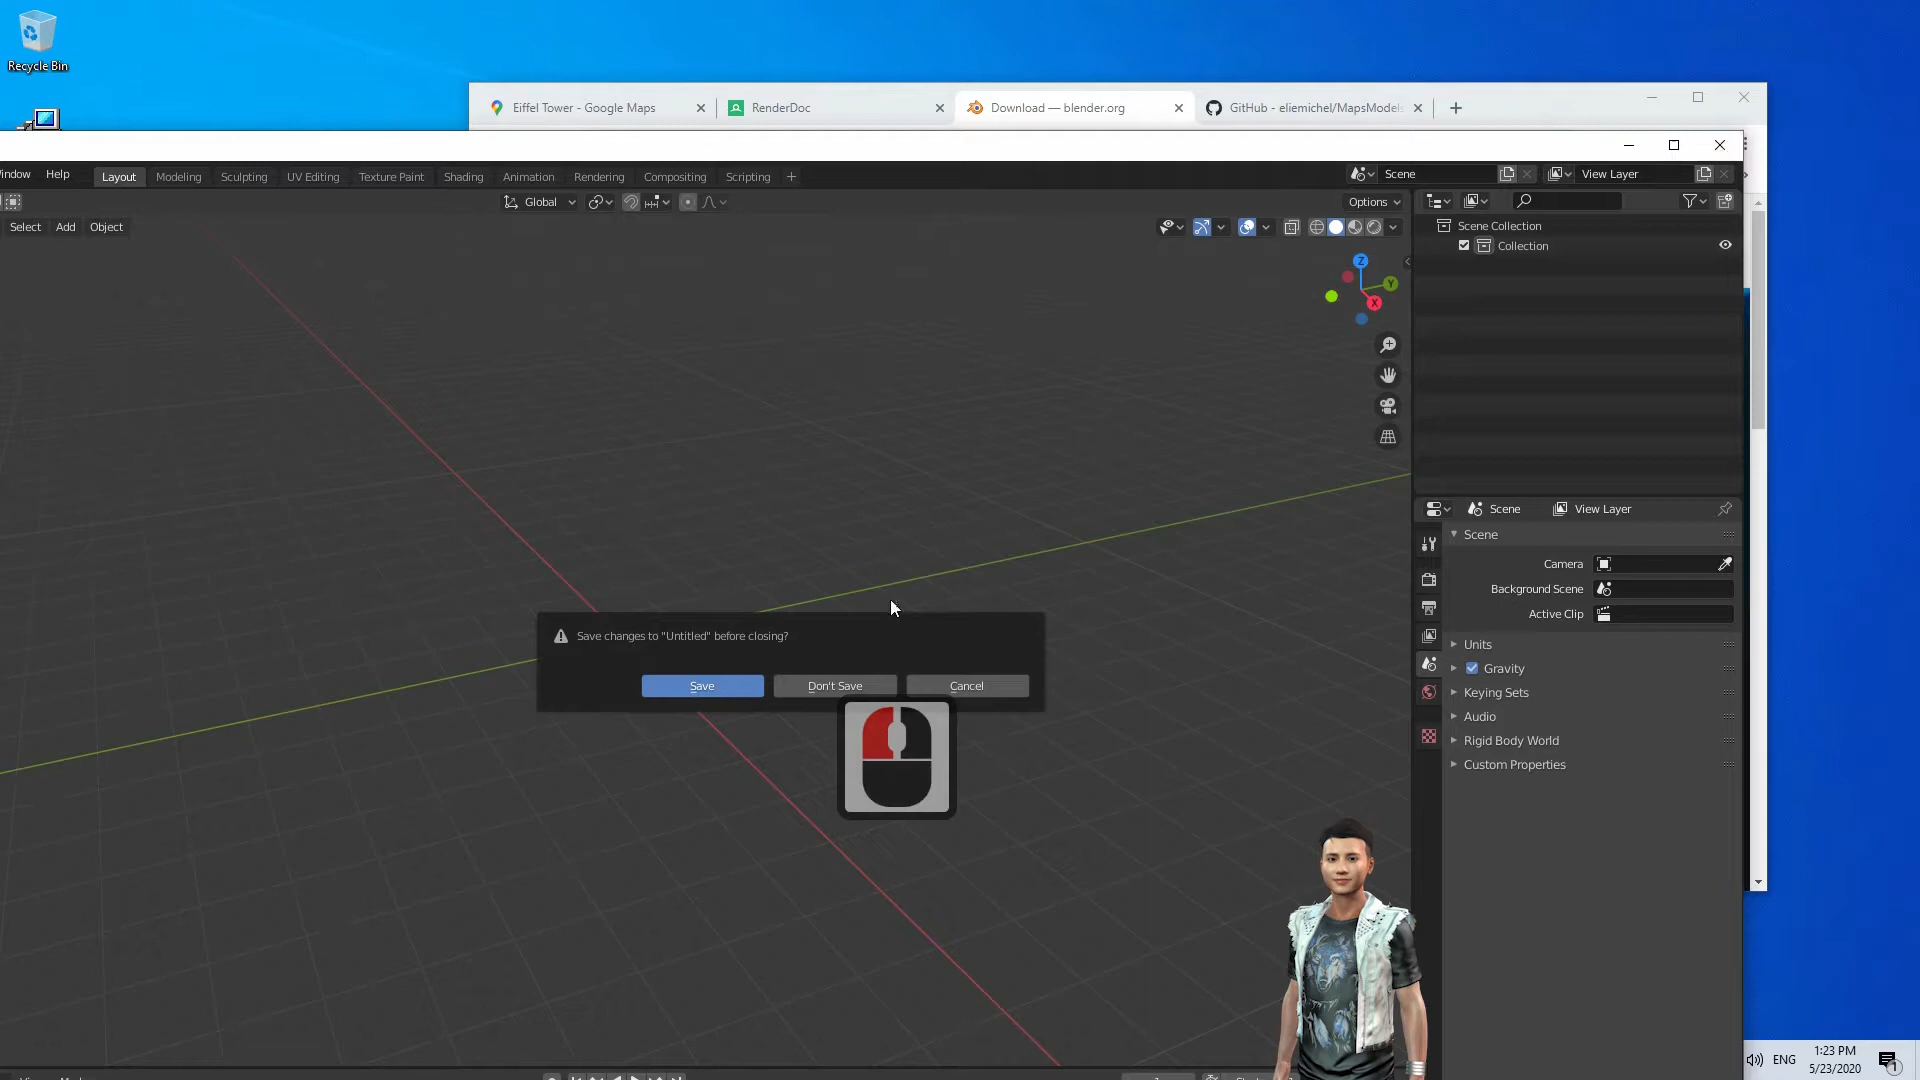 Recycle Bin
Eiffel Tower - Google Maps
RenderDoc
Download — blender.org
GitHub - eliemichel/MapsModels
Help
Layout
Modeling
Sculpting
UV Editing
Texture Paint
Shading
Animation
Rendering
Compositing
Scripting
Scene
View Layer
Global
Options
Select
Add
Object
Scene Collection
Collection
Z
Y
X
Scene
View Layer
Scene
Camera
Background Scene
Active Clip
Save changes to "Untitled" before closing?
Save
Don't Save
Cancel
Units
Gravity
Keying Sets
Audio
Rigid Body World
Custom Properties
ENG
1:23 PM
5/23/2020
1